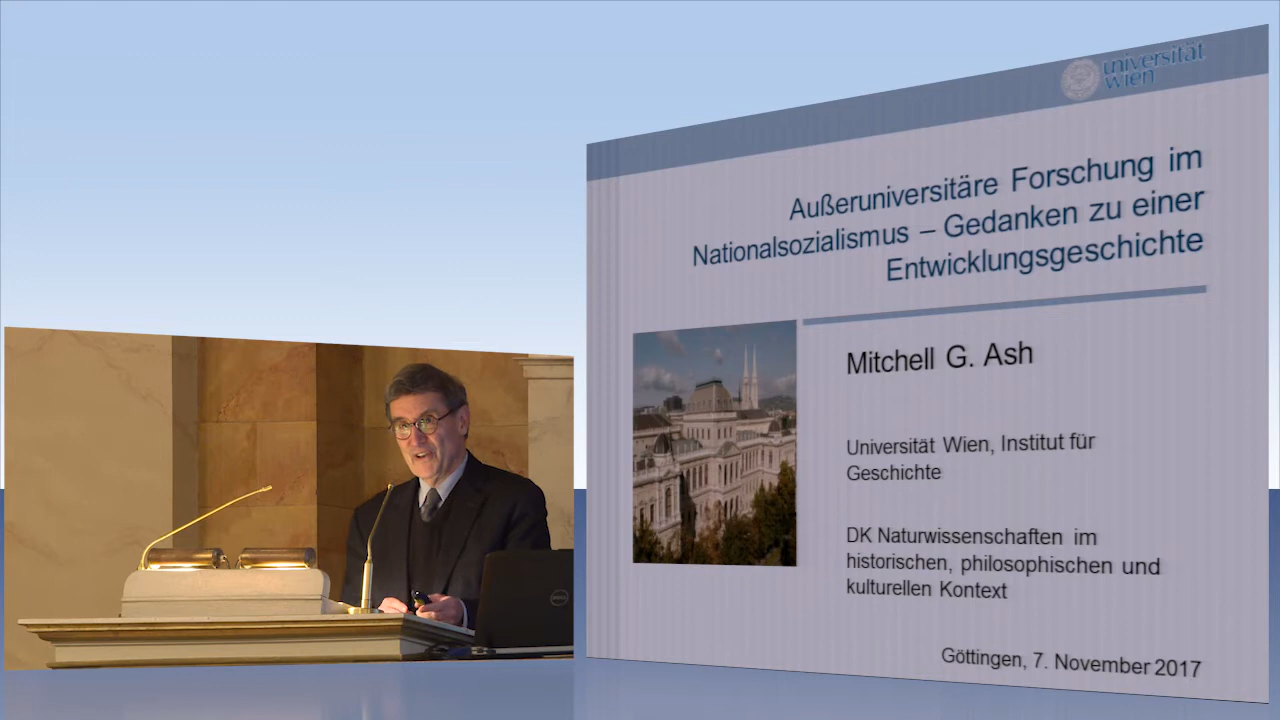 universität
wien
Außeruniversitäre Forschung im
Nationalsozialismus – Gedanken zu einer
Entwicklungsgeschichte
Mitchell G. Ash
Universität Wien, Institut für
Geschichte
DK Naturwissenschaften im
historischen, philosophischen und
kulturellen Kontext
Göttingen, 7. November 2017
DELL